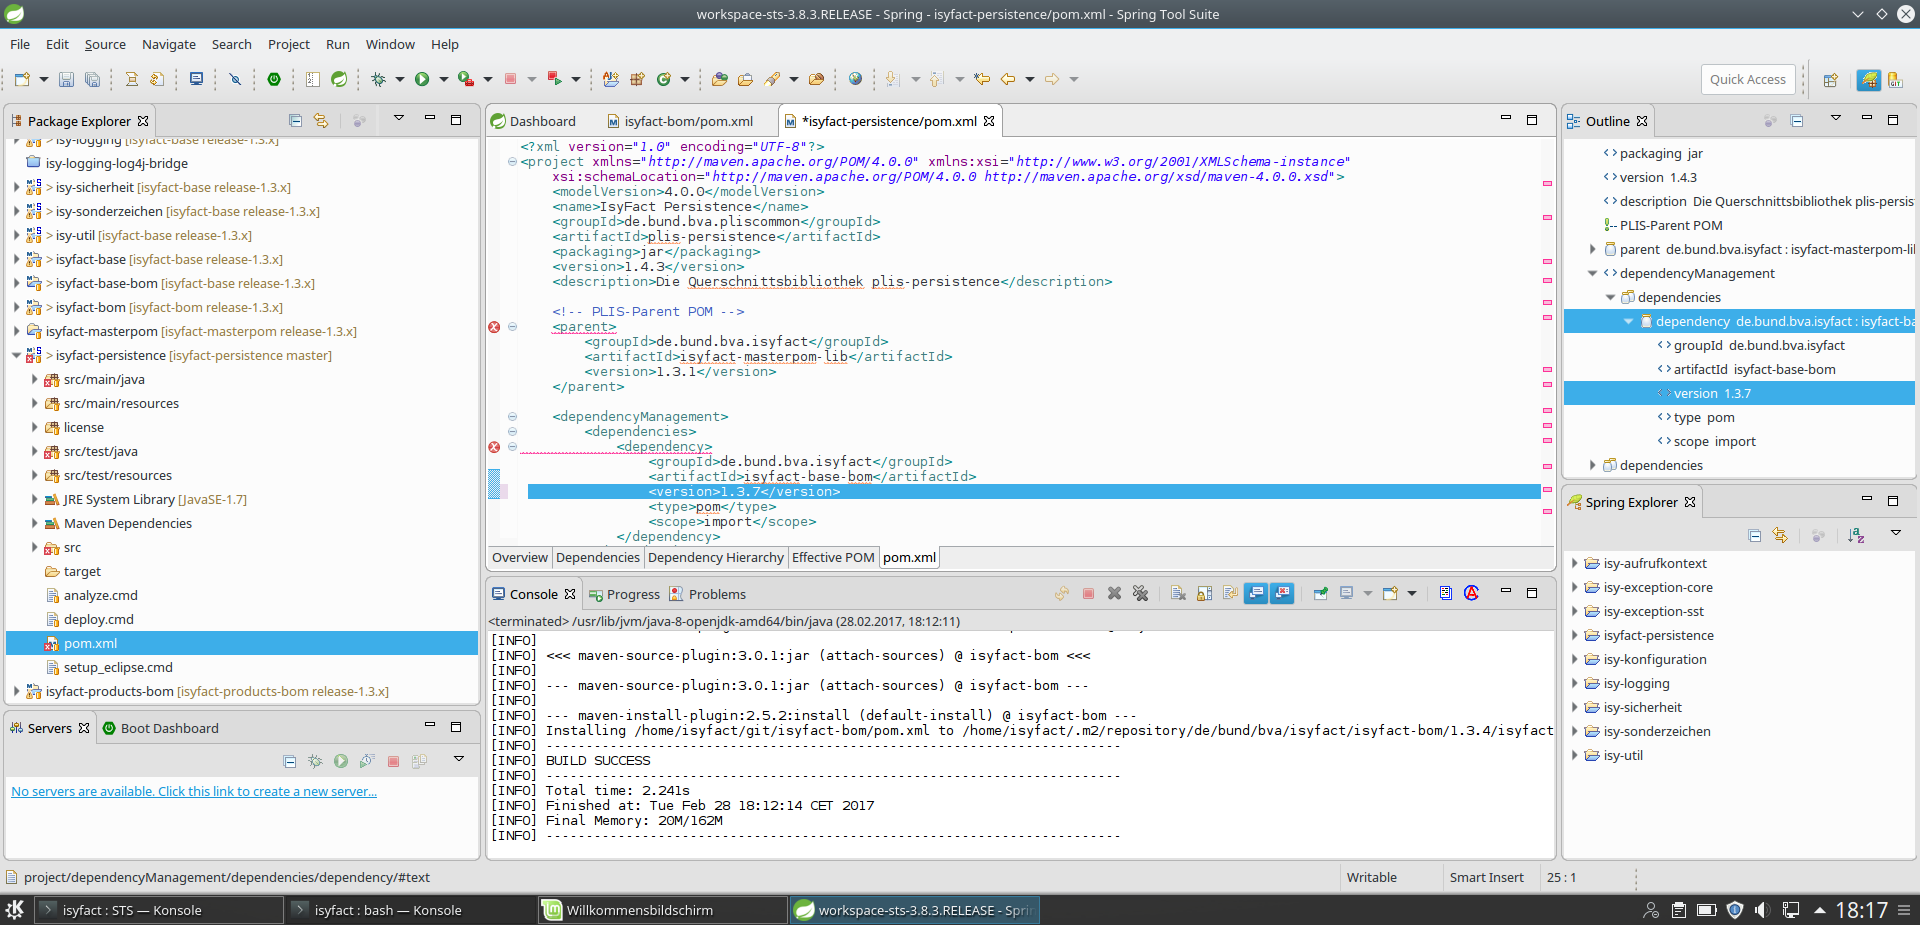 workspace-sts-3.8.3.RELEASE - Spring - isyfact-persistence/pom.xml - Spring Tool Suite
File Edit Source Navigate Search Project Run Window Help
Quick Access
Package Explorer
> isy-logging [isyfact-base release-1.3.x]
isy-logging-log4j-bridge
> isy-sicherheit [isyfact-base release-1.3.x]
> isy-sonderzeichen [isyfact-base release-1.3.x]
> isy-util [isyfact-base release-1.3.x]
> isyfact-base [isyfact-base release-1.3.x]
> isyfact-base-bom [isyfact-base release-1.3.x]
> isyfact-bom [isyfact-bom release-1.3.x]
isyfact-masterpom [isyfact-masterpom release-1.3.x]
> isyfact-persistence [isyfact-persistence master]
src/main/java
src/main/resources
license
src/test/java
src/test/resources
JRE System Library [JavaSE-1.7]
Maven Dependencies
src
target
analyze.cmd
deploy.cmd
pom.xml
setup_eclipse.cmd
isyfact-products-bom [isyfact-products-bom release-1.3.x]
Servers Boot Dashboard
No servers are available. Click this link to create a new server...
Dashboard isyfact-bom/pom.xml *isyfact-persistence/pom.xml
<?xml version="1.0" encoding="UTF-8"?>
<project xmlns="http://maven.apache.org/POM/4.0.0" xmlns:xsi="http://www.w3.org/2001/XMLSchema-instance"
xsi:schemaLocation="http://maven.apache.org/POM/4.0.0 http://maven.apache.org/xsd/maven-4.0.0.xsd">
<modelVersion>4.0.0</modelVersion>
<name>IsyFact Persistence</name>
<groupId>de.bund.bva.pliscommon</groupId>
<artifactId>plis-persistence</artifactId>
<packaging>jar</packaging>
<version>1.4.3</version>
<description>Die Querschnittsbibliothek plis-persistence</description>
<!-- PLIS-Parent POM -->
<parent>
<groupId>de.bund.bva.isyfact</groupId>
<artifactId>isyfact-masterpom-lib</artifactId>
<version>1.3.1</version>
</parent>
<dependencyManagement>
<dependencies>
<dependency>
<groupId>de.bund.bva.isyfact</groupId>
<artifactId>isyfact-base-bom</artifactId>
<version>1.3.7</version>
<type>pom</type>
<scope>import</scope>
</dependency>
Overview Dependencies Dependency Hierarchy Effective POM pom.xml
Console Progress Problems
<terminated> /usr/lib/jvm/java-8-openjdk-amd64/bin/java (28.02.2017, 18:12:11)
[INFO]
[INFO] <<< maven-source-plugin:3.0.1:jar (attach-sources) @ isyfact-bom <<<
[INFO]
[INFO] --- maven-source-plugin:3.0.1:jar (attach-sources) @ isyfact-bom ---
[INFO]
[INFO] --- maven-install-plugin:2.5.2:install (default-install) @ isyfact-bom ---
[INFO] Installing /home/isyfact/git/isyfact-bom/pom.xml to /home/isyfact/.m2/repository/de/bund/bva/isyfact/isyfact-bom/1.3.4/isyfact
[INFO] ------------------------------------------------------------------------
[INFO] BUILD SUCCESS
[INFO] ------------------------------------------------------------------------
[INFO] Total time: 2.241s
[INFO] Finished at: Tue Feb 28 18:12:14 CET 2017
[INFO] Final Memory: 20M/162M
[INFO] ------------------------------------------------------------------------
Outline
packaging jar
version 1.4.3
description Die Querschnittsbibliothek plis-persis
PLIS-Parent POM
parent de.bund.bva.isyfact : isyfact-masterpom-li
dependencyManagement
dependencies
dependency de.bund.bva.isyfact : isyfact-ba
groupId de.bund.bva.isyfact
artifactId isyfact-base-bom
version 1.3.7
type pom
scope import
dependencies
Spring Explorer
isy-aufrufkontext
isy-exception-core
isy-exception-sst
isyfact-persistence
isy-konfiguration
isy-logging
isy-sicherheit
isy-sonderzeichen
isy-util
project/dependencyManagement/dependencies/dependency/#text Writable Smart Insert 25 : 1
isyfact : STS — Konsole isyfact : bash — Konsole Willkommensbildschirm workspace-sts-3.8.3.RELEASE - Sprin 18:17